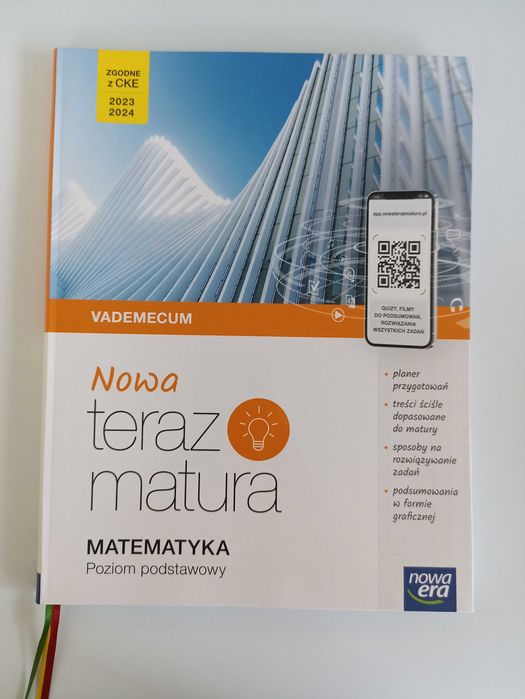 ZGODNE
z CKE
2023
2024
app.nowaterazmatura.pl
QUIZY, FILMY
DO PODSUMOWAŃ,
ROZWIĄZANIA
WSZYSTKICH ZADAŃ
VADEMECUM
Nowa
teraz
matura
MATEMATYKA
Poziom podstawowy
• planer
przygotowań
• treści ściśle
dopasowane
do matury
• sposoby na
rozwiązywanie
zadań
• podsumowania
w formie
graficznej
nowa
era